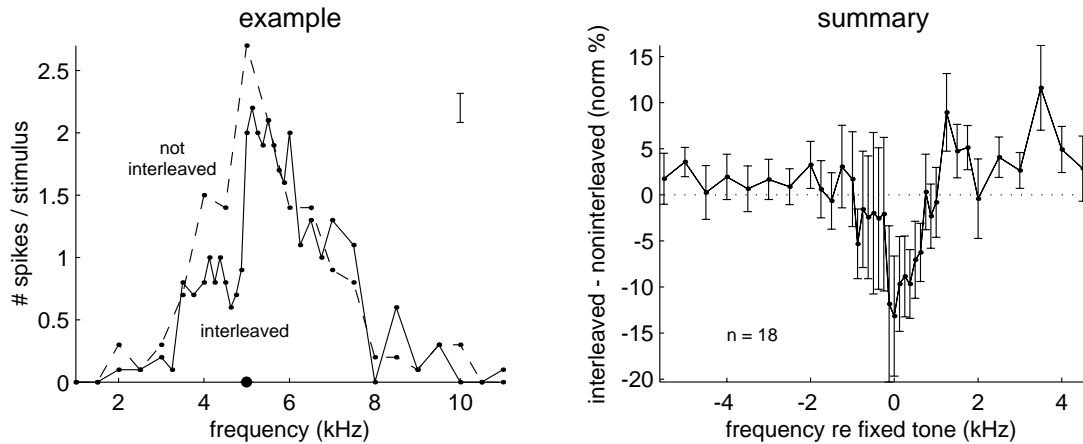 example
# spikes / stimulus
2.5
2
1.5
1
0.5
0
not
interleaved
interleaved
2
4
6
8
10
frequency (kHz)
summary
interleaved - noninterleaved (norm %)
15
10
5
0
-5
-10
-15
-20
n = 18
-4
-2
0
2
4
frequency re fixed tone (kHz)